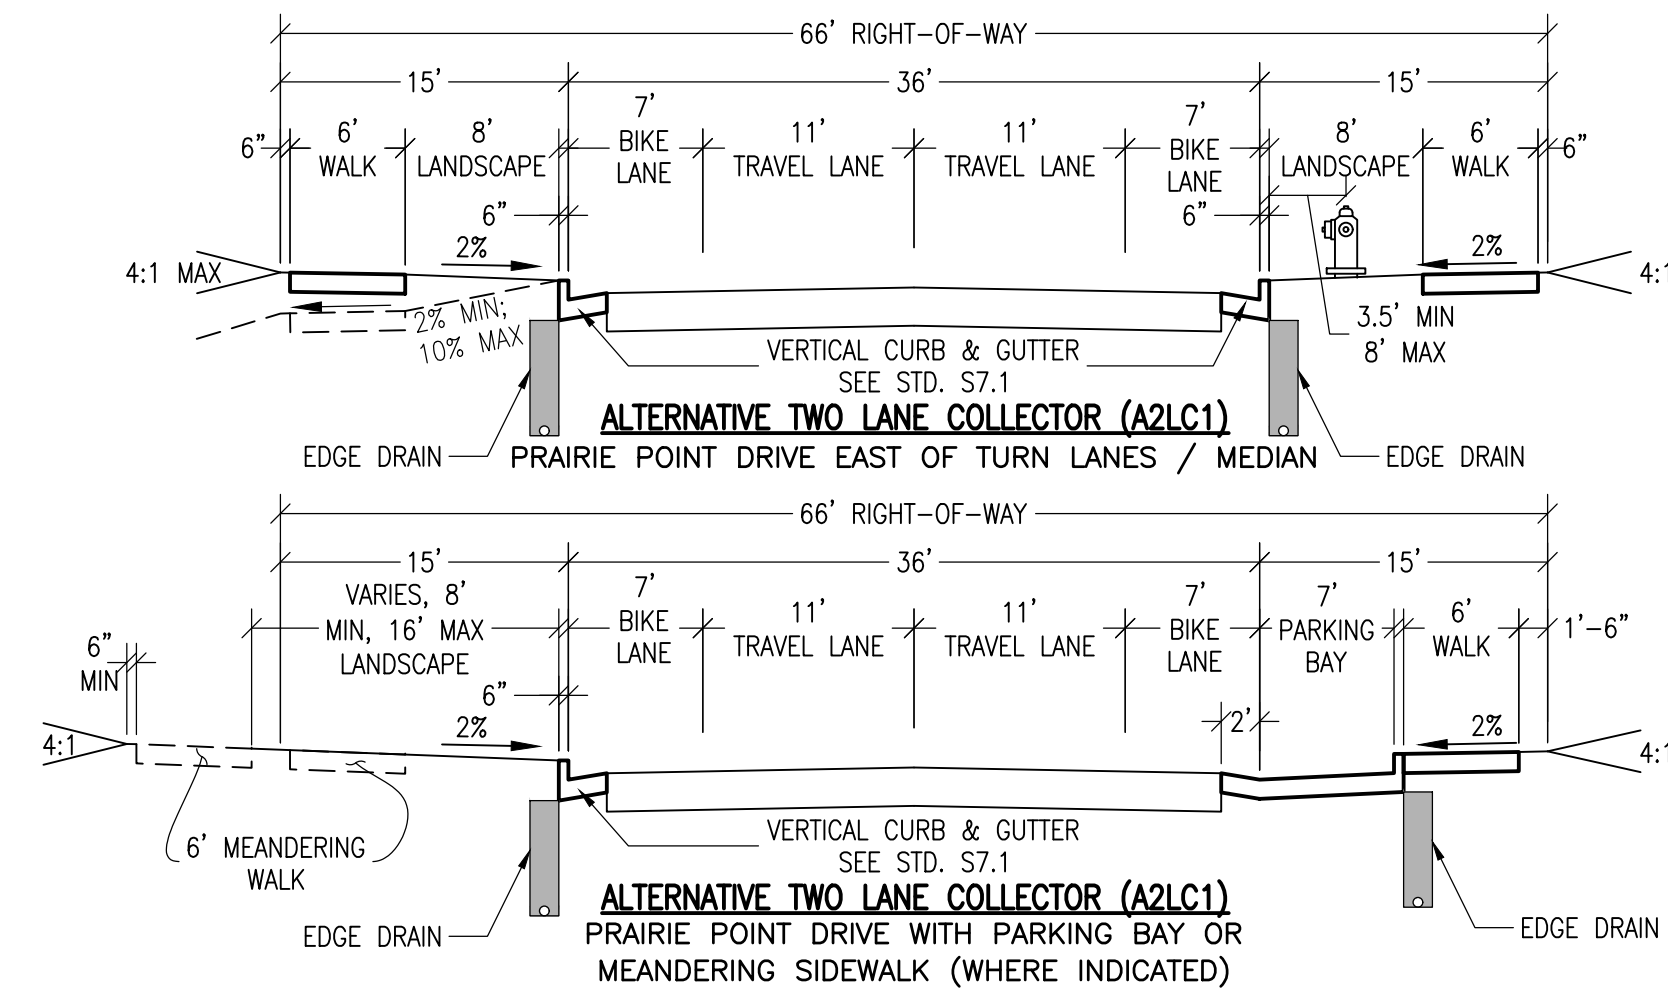 66' RIGHT-OF-WAY
15' 36' 15'
6" 6' WALK 8' LANDSCAPE 7' BIKE LANE 11' TRAVEL LANE 11' TRAVEL LANE 7' BIKE LANE 8' LANDSCAPE 6' WALK 6"
6" 6"
2% 2%
4:1 MAX 4:1
2% MIN;
10% MAX
3.5' MIN
8' MAX
VERTICAL CURB & GUTTER
SEE STD. S7.1
ALTERNATIVE TWO LANE COLLECTOR (A2LC1)
EDGE DRAIN PRAIRIE POINT DRIVE EAST OF TURN LANES / MEDIAN EDGE DRAIN
66' RIGHT-OF-WAY
15' 36' 15'
VARIES, 8'
MIN, 16' MAX
LANDSCAPE
7' BIKE LANE 11' TRAVEL LANE 11' TRAVEL LANE 7' BIKE LANE 7' PARKING BAY 6' WALK 1'-6"
6"
MIN
6"
2% 2' 2%
4:1 4:1
6' MEANDERING
WALK
VERTICAL CURB & GUTTER
SEE STD. S7.1
ALTERNATIVE TWO LANE COLLECTOR (A2LC1)
EDGE DRAIN PRAIRIE POINT DRIVE WITH PARKING BAY OR EDGE DRAIN
MEANDERING SIDEWALK (WHERE INDICATED)